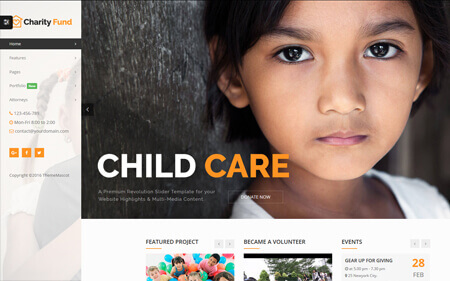 Charity Fund
Home
Features
Pages
Portfolio New
Attorneys
123-456-789
Mon-Fri 8:00 to 2:00
contact@yourdomain.com
Copyright ©2016 ThemeMascot
CHILD CARE
A Premium Revolution Slider Template for your
Website Highlights & Multi-Media Content.
DONATE NOW
FEATURED PROJECT
BECAME A VOLUNTEER
EVENTS
GEAR UP FOR GIVING
at 5.00 pm - 7.30 pm
25 Newyork City
28
FEB